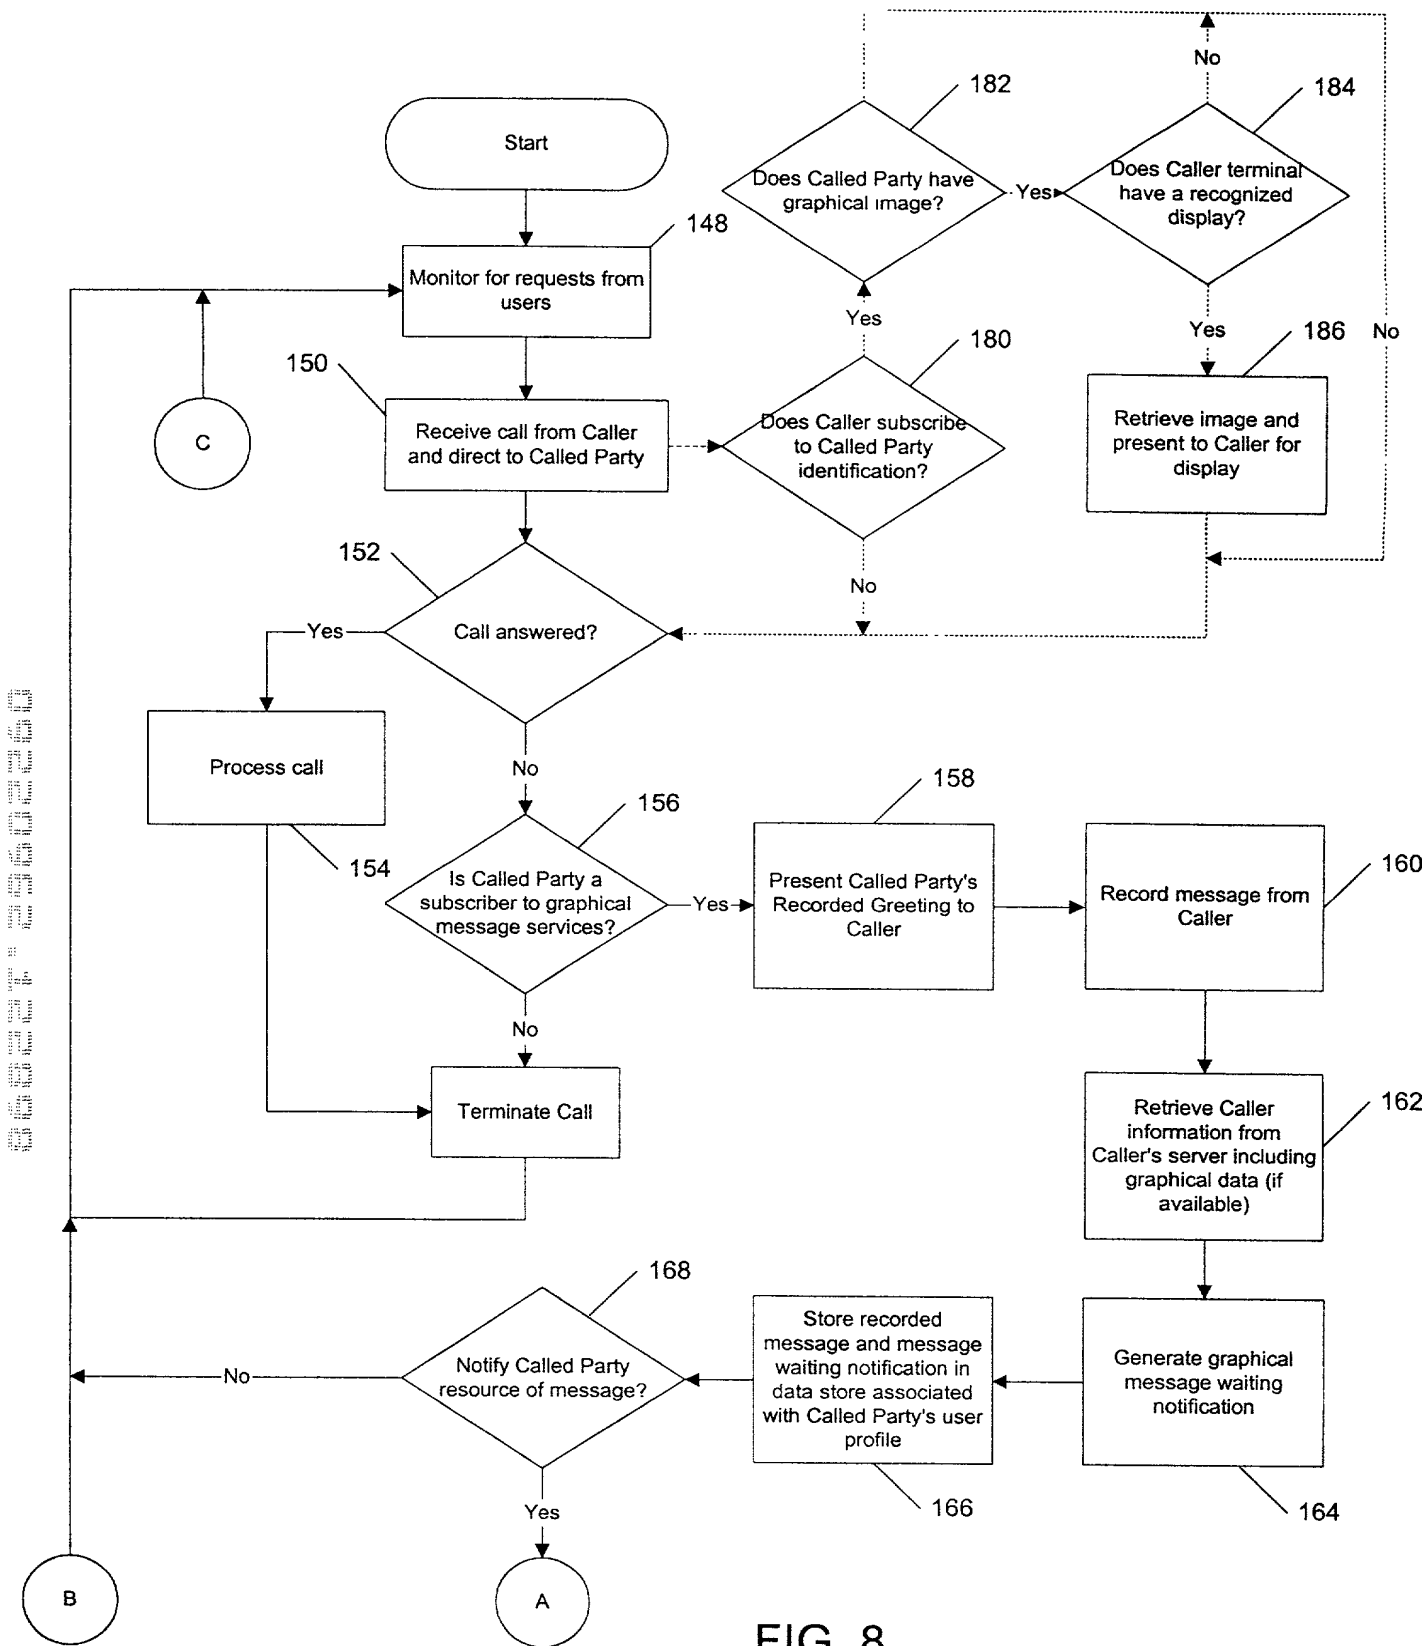 Start
148
Monitor for requests from
users
C
150
Receive call from Caller
and direct to Called Party
182
Does Called Party have
graphical image?
Yes
No
184
Does Caller terminal
have a recognized
display?
Yes
No
Yes
180
Does Caller subscribe
to Called Party
identification?
No
186
Retrieve image and
present to Caller for
display
152
Call answered?
Yes
Process call
154
No
156
Is Called Party a
subscriber to graphical
message services?
Yes
158
Present Called Party's
Recorded Greeting to
Caller
160
Record message from
Caller
No
Terminate Call
162
Retrieve Caller
information from
Caller's server including
graphical data (if
available)
164
Generate graphical
message waiting
notification
166
Store recorded
message and message
waiting notification in
data store associated
with Called Party's user
profile
168
Notify Called Party
resource of message?
No
Yes
B
A
FIG. 8